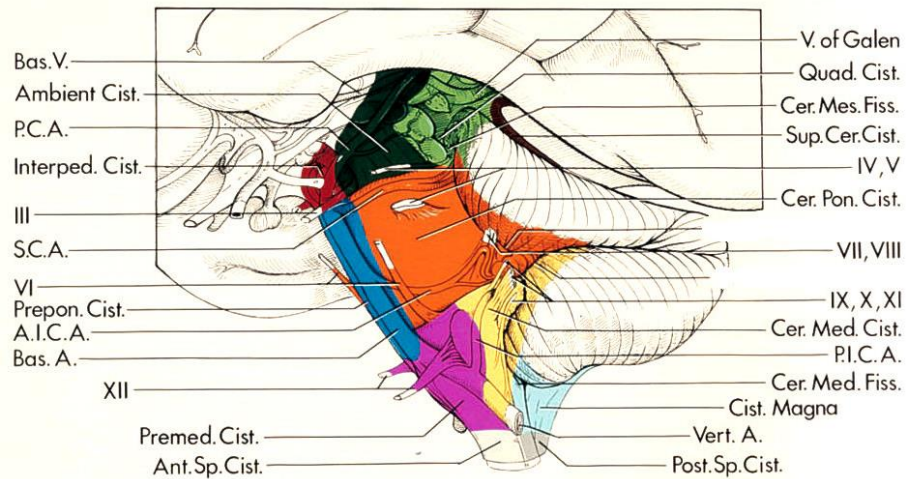 Bas.V.
Ambient Cist.
P.C.A.
Interped. Cist.
III
S.C.A.
VI
Prepon. Cist.
A.I.C.A.
Bas. A.
XII
Premed. Cist.
Ant. Sp. Cist.
V. of Galen
Quad. Cist.
Cer. Mes. Fiss.
Sup. Cer. Cist.
IV, V
Cer. Pon. Cist.
VII, VIII
IX, X, XI
Cer. Med. Cist.
P.I.C.A.
Cer. Med. Fiss.
Cist. Magna
Vert. A.
Post. Sp. Cist.